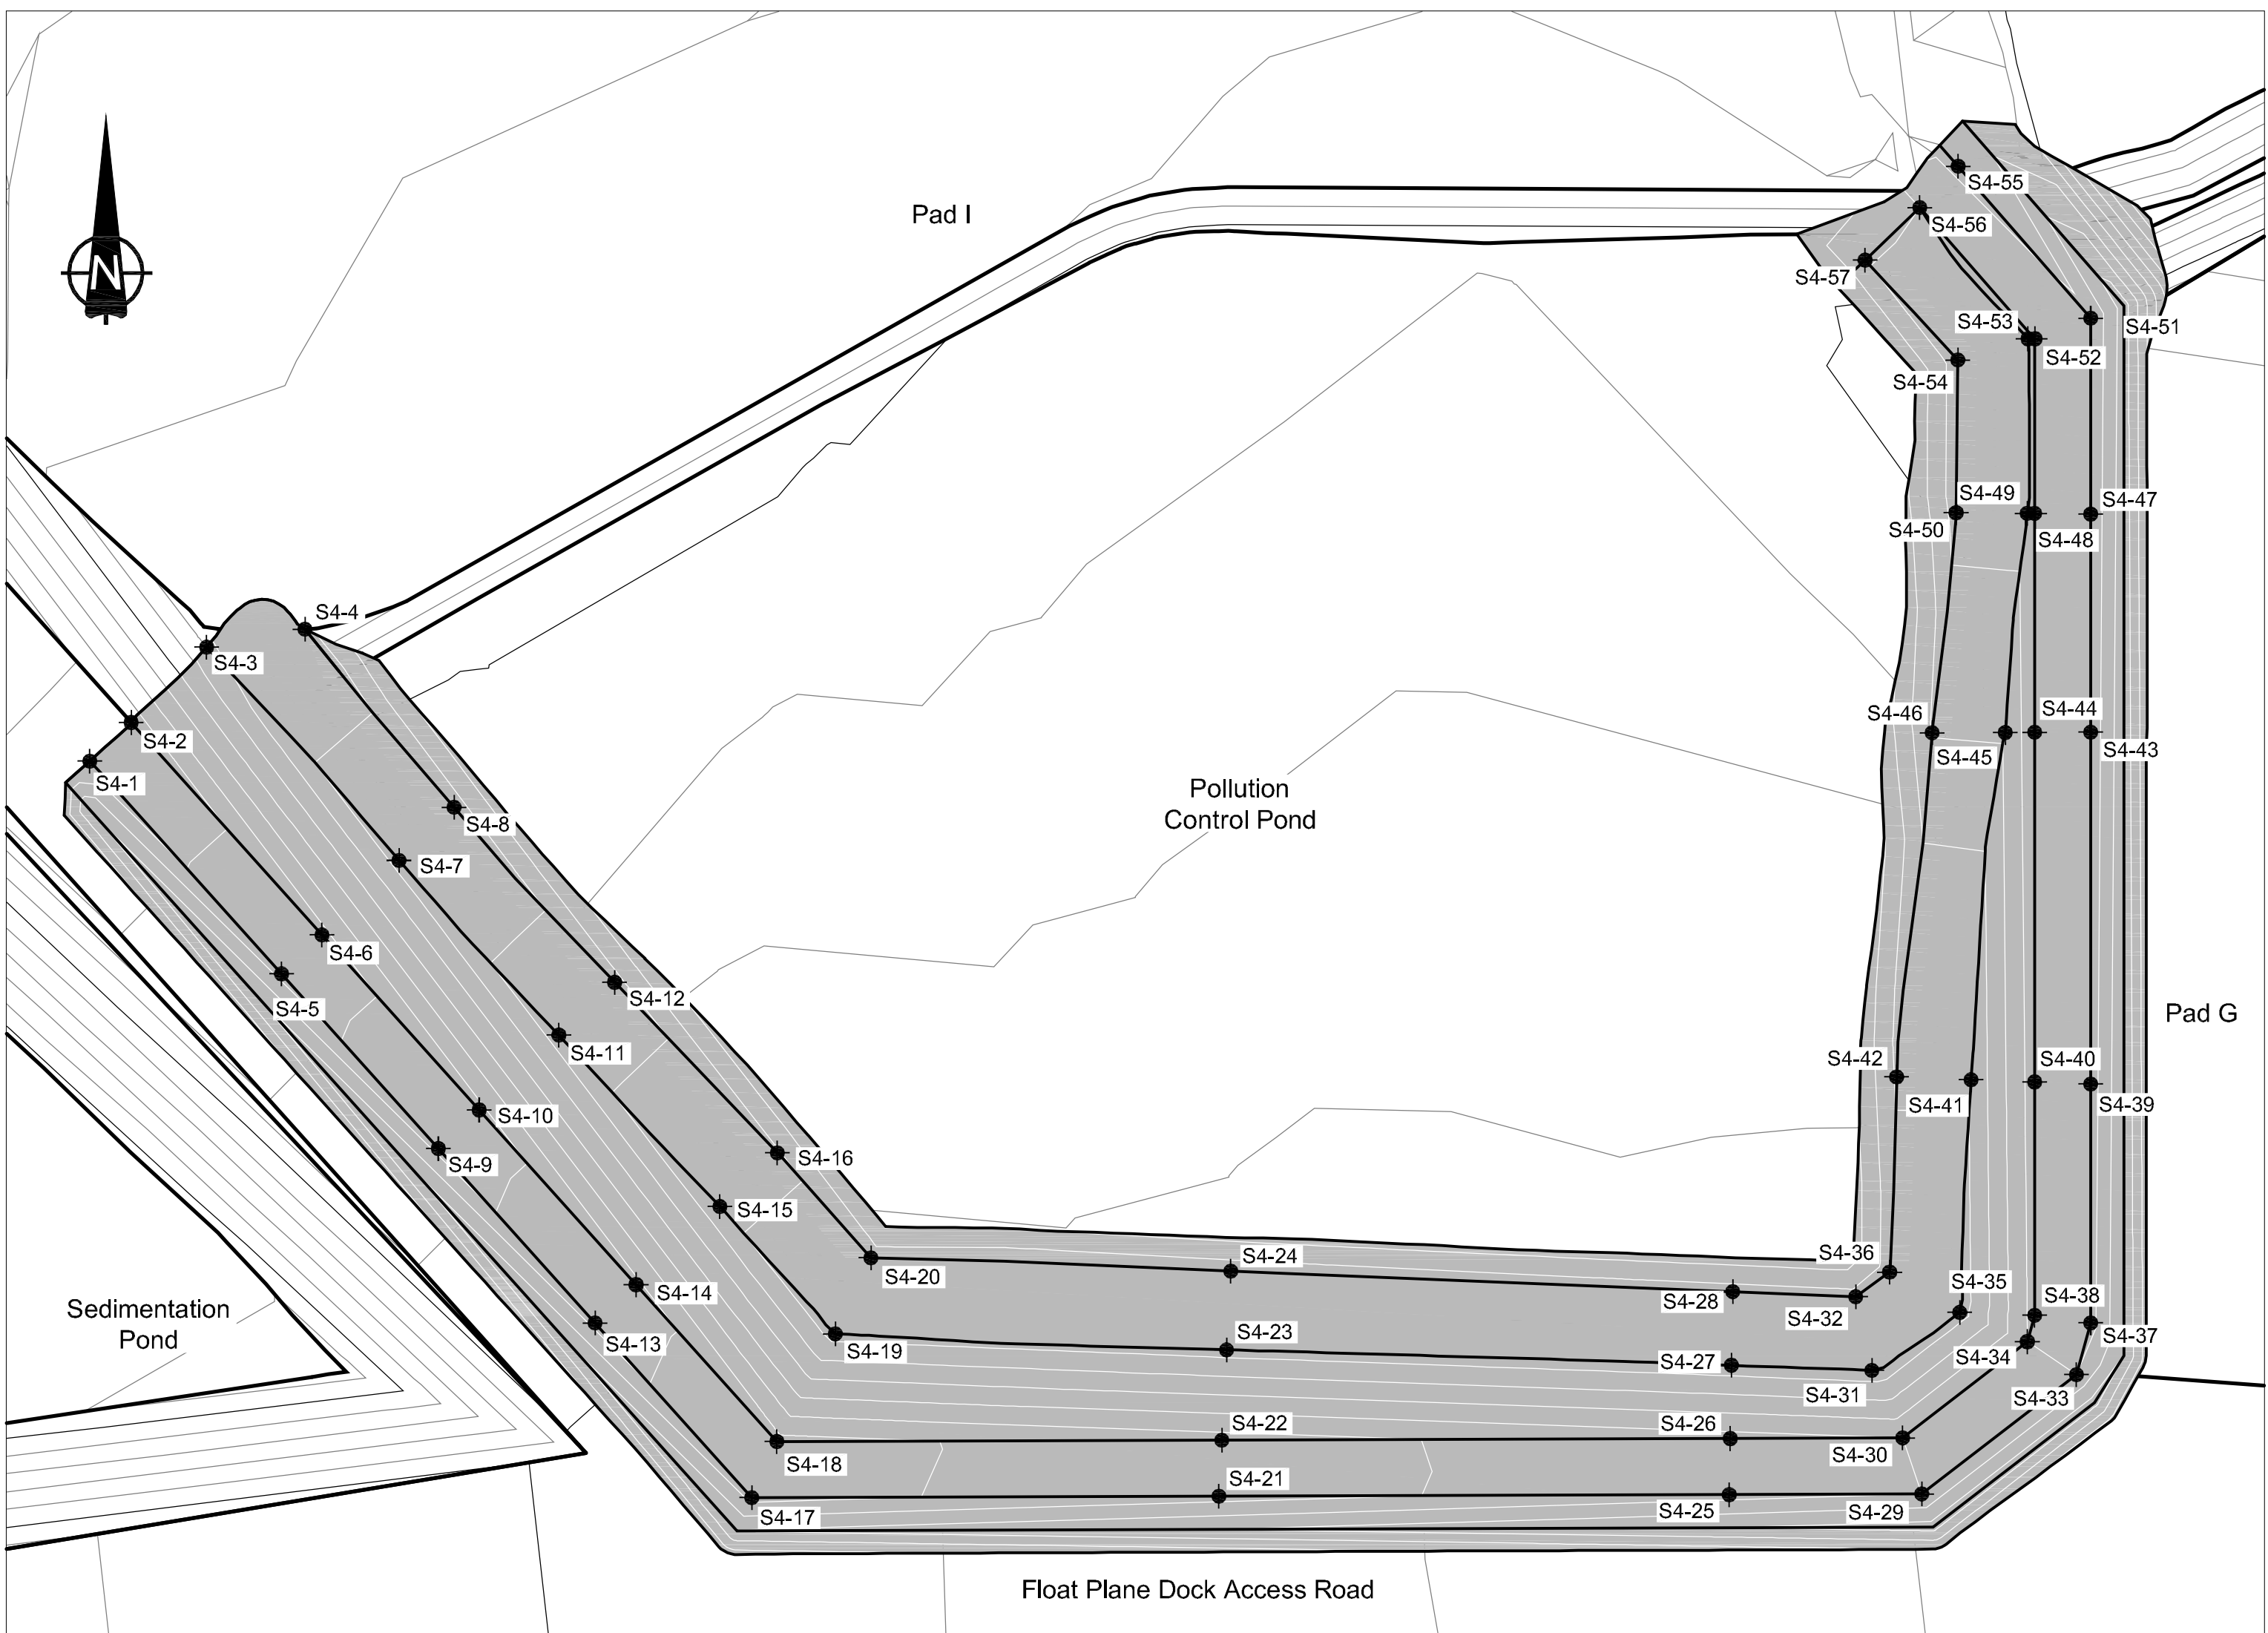 Pad I
N
S4-55
S4-56
S4-57
S4-53
S4-51
S4-52
S4-54
S4-49
S4-47
S4-50
S4-48
S4-4
S4-3
S4-46
S4-44
S4-2
S4-45
S4-43
S4-1
Pollution
Control Pond
S4-8
S4-7
S4-6
S4-12
S4-5
Pad G
S4-11
S4-42
S4-40
S4-41
S4-39
S4-10
S4-9
S4-16
S4-15
S4-24
S4-36
S4-20
S4-14
S4-28
S4-35
S4-32
S4-38
Sedimentation
Pond
S4-13
S4-23
S4-37
S4-19
S4-27
S4-34
S4-31
S4-33
S4-22
S4-26
S4-30
S4-18
S4-21
S4-25
S4-29
S4-17
Float Plane Dock Access Road